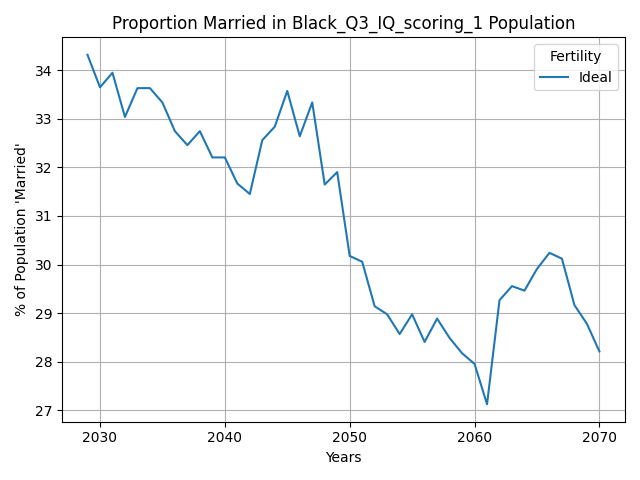 Proportion Married in Black_Q3_IQ_scoring_1 Population
Fertility
Ideal
% of Population 'Married'
34
33
32
31
30
29
28
27
2030
2040
2050
2060
2070
Years